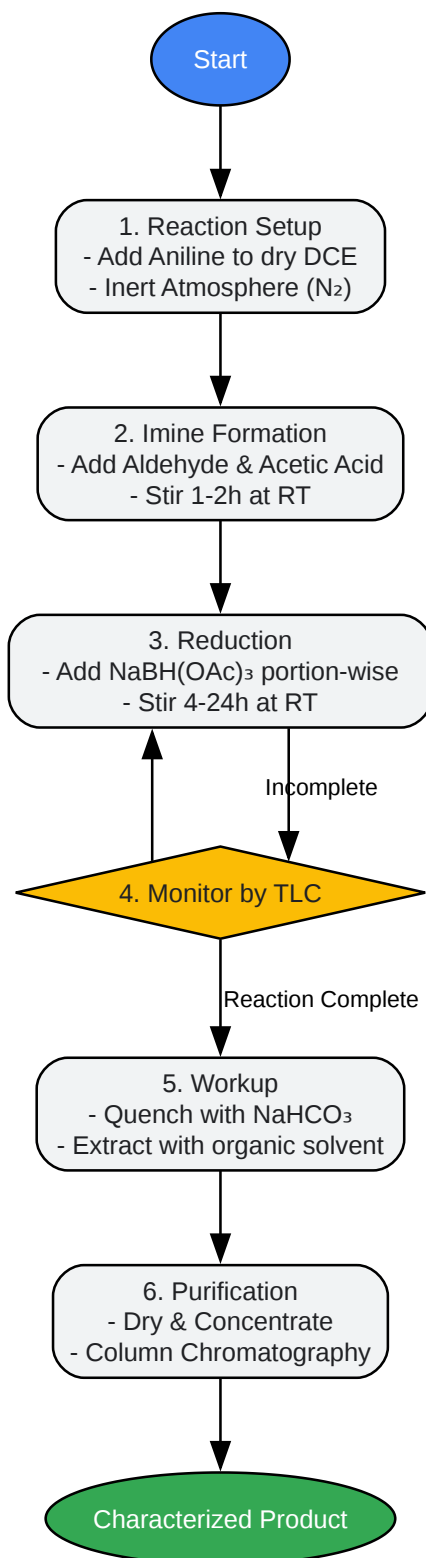 Start
1. Reaction Setup
- Add Aniline to dry DCE
- Inert Atmosphere (N₂)
2. Imine Formation
- Add Aldehyde & Acetic Acid
- Stir 1-2h at RT
3. Reduction
- Add NaBH(OAc)₃ portion-wise
- Stir 4-24h at RT
Incomplete
4. Monitor by TLC
Reaction Complete
5. Workup
- Quench with NaHCO₃
- Extract with organic solvent
6. Purification
- Dry & Concentrate
- Column Chromatography
Characterized Product